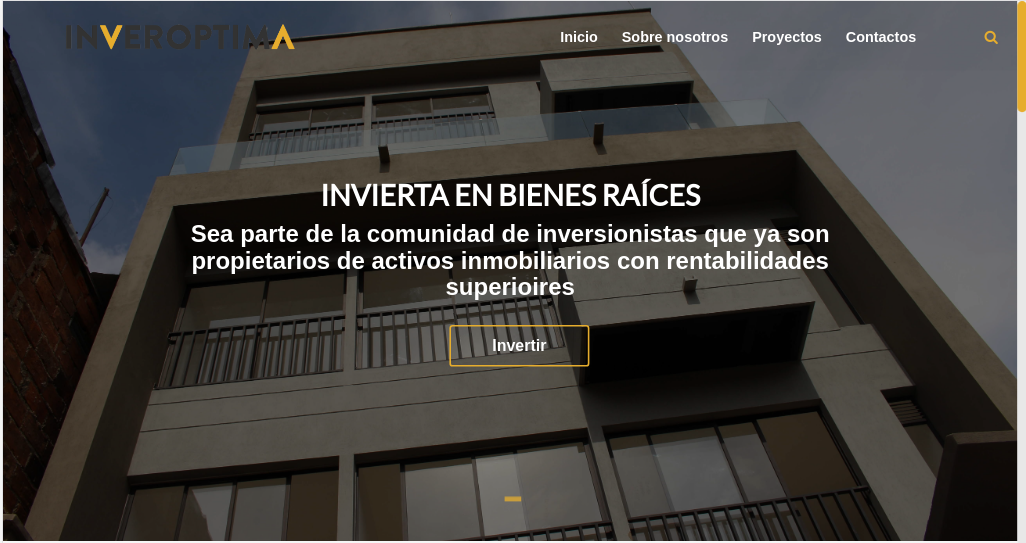 INVEROPTIMA
Inicio Sobre nosotros Proyectos Contactos
INVIERTA EN BIENES RAÍCES
Sea parte de la comunidad de inversionistas que ya son
propietarios de activos inmobiliarios con rentabilidades
superioires
Invertir